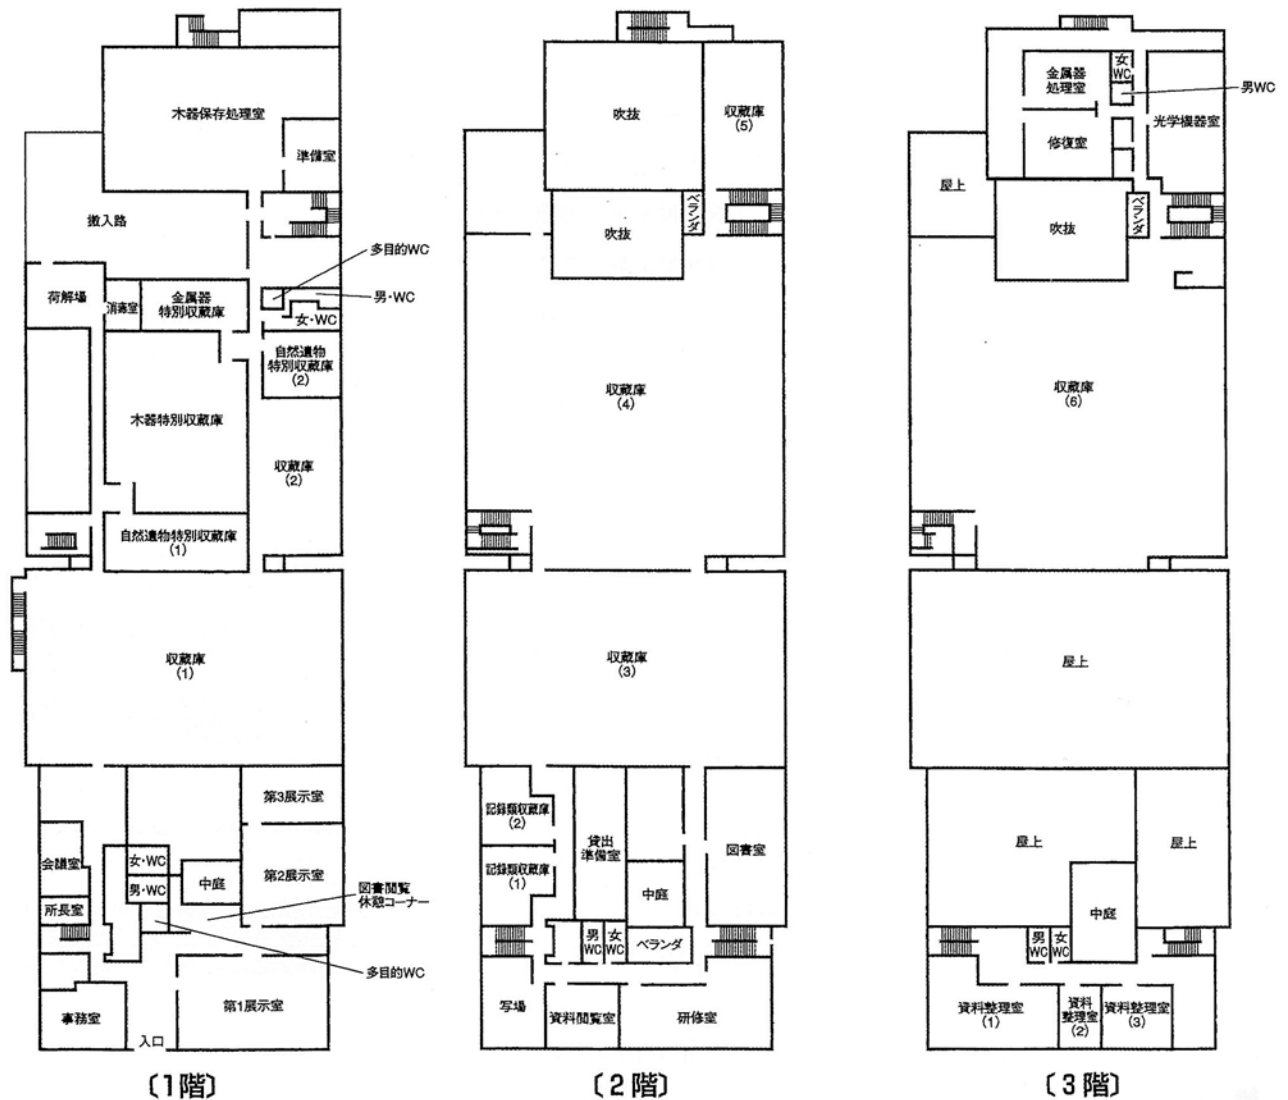 木器保存処理室
準備室
搬入路
多目的WC
男・WC
荷解場
消毒室
金属器
特別収蔵庫
女・WC
自然遺物
特別収蔵庫
(2)
木器特別収蔵庫
収蔵庫
(2)
自然遺物特別収蔵庫
(1)
収蔵庫
(1)
第3展示室
会議室
女・WC
第2展示室
男・WC
中庭
図書閲覧
休憩コーナー
所長室
多目的WC
第1展示室
事務室
入口
〔1階〕
吹抜
収蔵庫
(5)
吹抜
ベランダ
収蔵庫
(4)
収蔵庫
(3)
記録類収蔵庫
(2)
貸出
準備室
図書室
記録類収蔵庫
(1)
中庭
男
WC
女
WC
ベランダ
写場
資料閲覧室
研修室
〔2階〕
金属器
処理室
女
WC
男WC
光学機器室
修復室
屋上
吹抜
ベランダ
収蔵庫
(6)
屋上
屋上
屋上
中庭
男
WC
女
WC
資料整理室
(1)
資料
整理室
(2)
資料整理室
(3)
〔3階〕